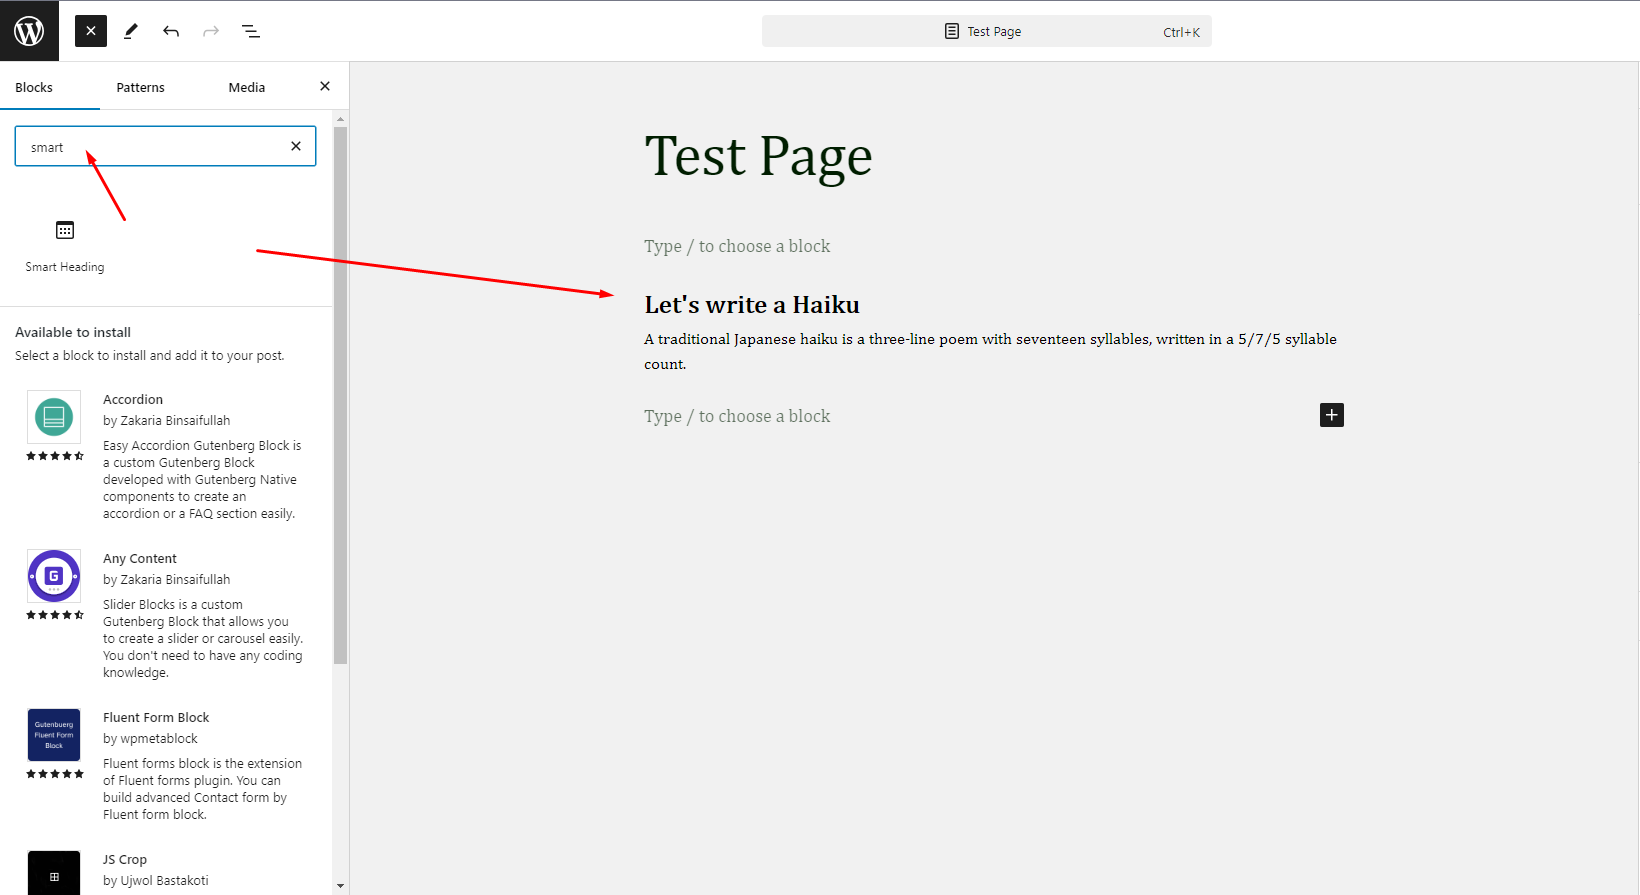 Test Page
Ctrl+K
Blocks
Patterns
Media
smart
Smart Heading
Available to install
Select a block to install and add it to your post.
Accordion
by Zakaria Binsaifullah
Easy Accordion Gutenberg Block is
a custom Gutenberg Block
developed with Gutenberg Native
components to create an
accordion or a FAQ section easily.
Any Content
by Zakaria Binsaifullah
G
Slider Blocks is a custom
Gutenberg Block that allows you
to create a slider or carousel easily.
You don't need to have any coding
knowledge.
Gutenbuerg
Fluent Form
Block
Fluent Form Block
by wpmetablock
Fluent forms block is the extension
of Fluent forms plugin. You can
build advanced Contact form by
Fluent form block.
JS Crop
by Ujwol Bastakoti
Test Page
Type / to choose a block
Let's write a Haiku
A traditional Japanese haiku is a three-line poem with seventeen syllables, written in a 5/7/5 syllable
count.
Type / to choose a block